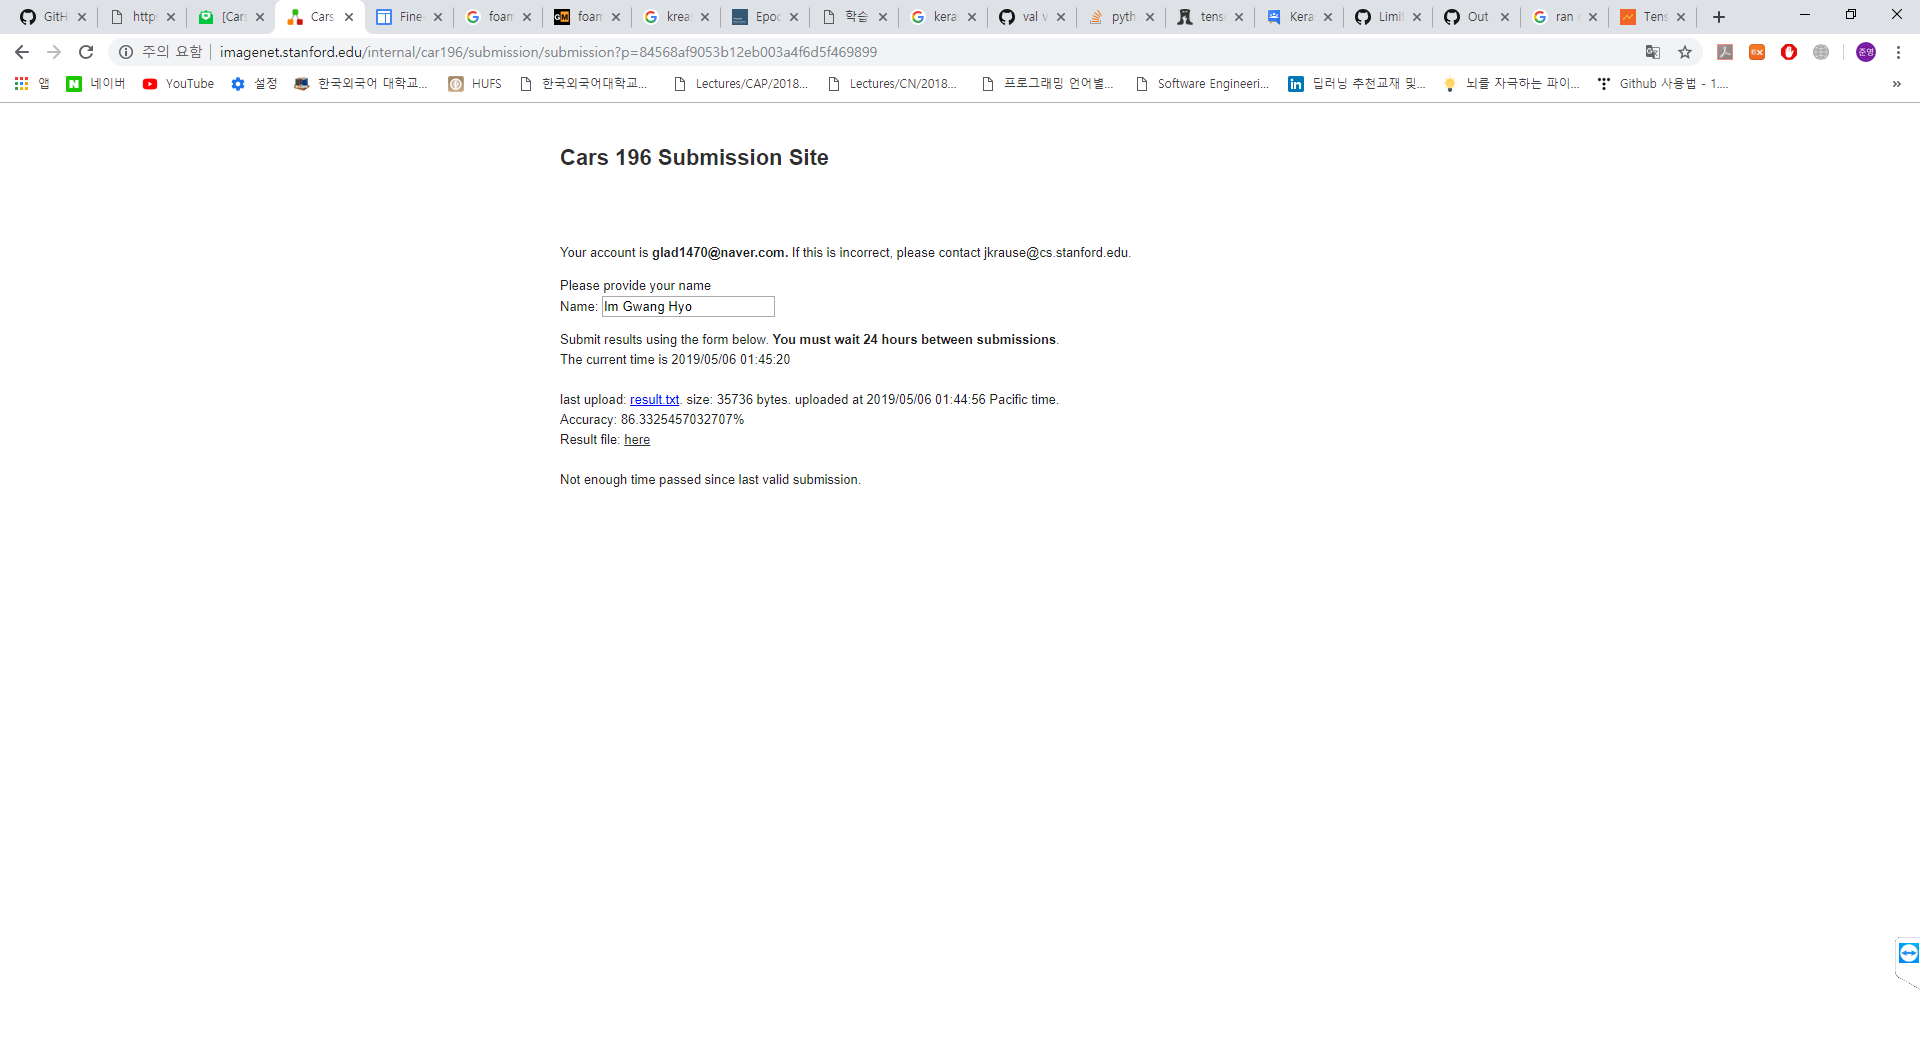 GitH
http:
[Car:
Cars
Fine-
foam
foam
kreas
Epoc
학습
keras
val v
pyth
tens
Kera
Limi
Out
ran
Tens
주의 요함
imagenet.stanford.edu/internal/car196/submission/submission?p=84568af9053b12eb003a4f6d5f469899
준영
앱
네이버
YouTube
설정
한국외국어 대학교...
HUFS
한국외국어대학교...
Lectures/CAP/2018...
Lectures/CN/2018...
프로그래밍 언어별...
Software Engineeri...
딥러닝 추천교재 및...
뇌를 자극하는 파이...
Github 사용법 - 1....
»
Cars 196 Submission Site
Your account is glad1470@naver.com. If this is incorrect, please contact jkrause@cs.stanford.edu.
Please provide your name
Name: Im Gwang Hyo
Submit results using the form below. You must wait 24 hours between submissions.
The current time is 2019/05/06 01:45:20
last upload: result.txt. size: 35736 bytes. uploaded at 2019/05/06 01:44:56 Pacific time.
Accuracy: 86.3325457032707%
Result file: here
Not enough time passed since last valid submission.